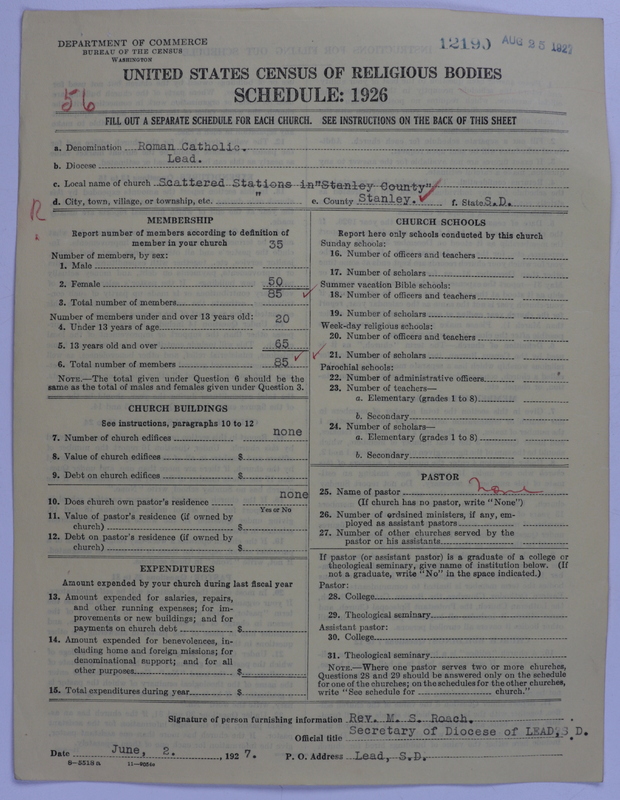 DEPARTMENT OF COMMERCE
BUREAU OF THE CENSUS
WASHINGTON
12190 AUG 25 1927
UNITED STATES CENSUS OF RELIGIOUS BODIES
SCHEDULE: 1926
56
FILL OUT A SEPARATE SCHEDULE FOR EACH CHURCH. SEE INSTRUCTIONS ON THE BACK OF THIS SHEET
a. Denomination Roman Catholic.
b. Diocese Lead.
c. Local name of church Scattered Stations in "Stanley County"
d. City, town, village, or township, etc. " e. County Stanley. f. State S.D.
R
MEMBERSHIP
Report number of members according to definition of member in your church
Number of members, by sex:
1. Male 35
2. Female 50
3. Total number of members 85
Number of members under and over 13 years old:
4. Under 13 years of age 20
5. 13 years old and over 65
6. Total number of members 85
NOTE.—The total given under Question 6 should be the
same as the total of males and females given under Question 3.
CHURCH BUILDINGS
See instructions, paragraphs 10 to 12
7. Number of church edifices none
8. Value of church edifices $
9. Debt on church edifices $
10. Does church own pastor's residence none
Yes or No
11. Value of pastor's residence (if owned by
church) $
12. Debt on pastor's residence (if owned by
church) $
EXPENDITURES
Amount expended by your church during last fiscal year
13. Amount expended for salaries, repairs,
and other running expenses; for im-
provements or new buildings; and for
payments on church debt $
14. Amount expended for benevolences, in-
cluding home and foreign missions; for
denominational support; and for all
other purposes $
15. Total expenditures during year $
CHURCH SCHOOLS
Report here only schools conducted by this church
Sunday schools:
16. Number of officers and teachers
17. Number of scholars
Summer vacation Bible schools:
18. Number of officers and teachers
19. Number of scholars
Week-day religious schools:
20. Number of officers and teachers
21. Number of scholars
Parochial schools:
22. Number of administrative officers
23. Number of teachers—
a. Elementary (grades 1 to 8)
b. Secondary
24. Number of scholars—
a. Elementary (grades 1 to 8)
b. Secondary
PASTOR
25. Name of pastor None
(If church has no pastor, write "None")
26. Number of ordained ministers, if any, em-
ployed as assistant pastors
27. Number of other churches served by the
pastor or his assistants
If pastor (or assistant pastor) is a graduate of a college or
theological seminary, give name of institution below. (If
not a graduate, write "No" in the space indicated.)
Pastor:
28. College
29. Theological seminary
Assistant pastor:
30. College
31. Theological seminary
NOTE.—Where one pastor serves two or more churches,
Questions 28 and 29 should be answered only on the schedule
for one of the churches; on the schedules for the other churches,
write "See schedule for church."
Signature of person furnishing information Rev. M. S. Roach.
Official title Secretary of Diocese of LEAD, S.D.
Date June, 2. , 1927. P. O. Address Lead, S.D.
8—5513a 11—8054